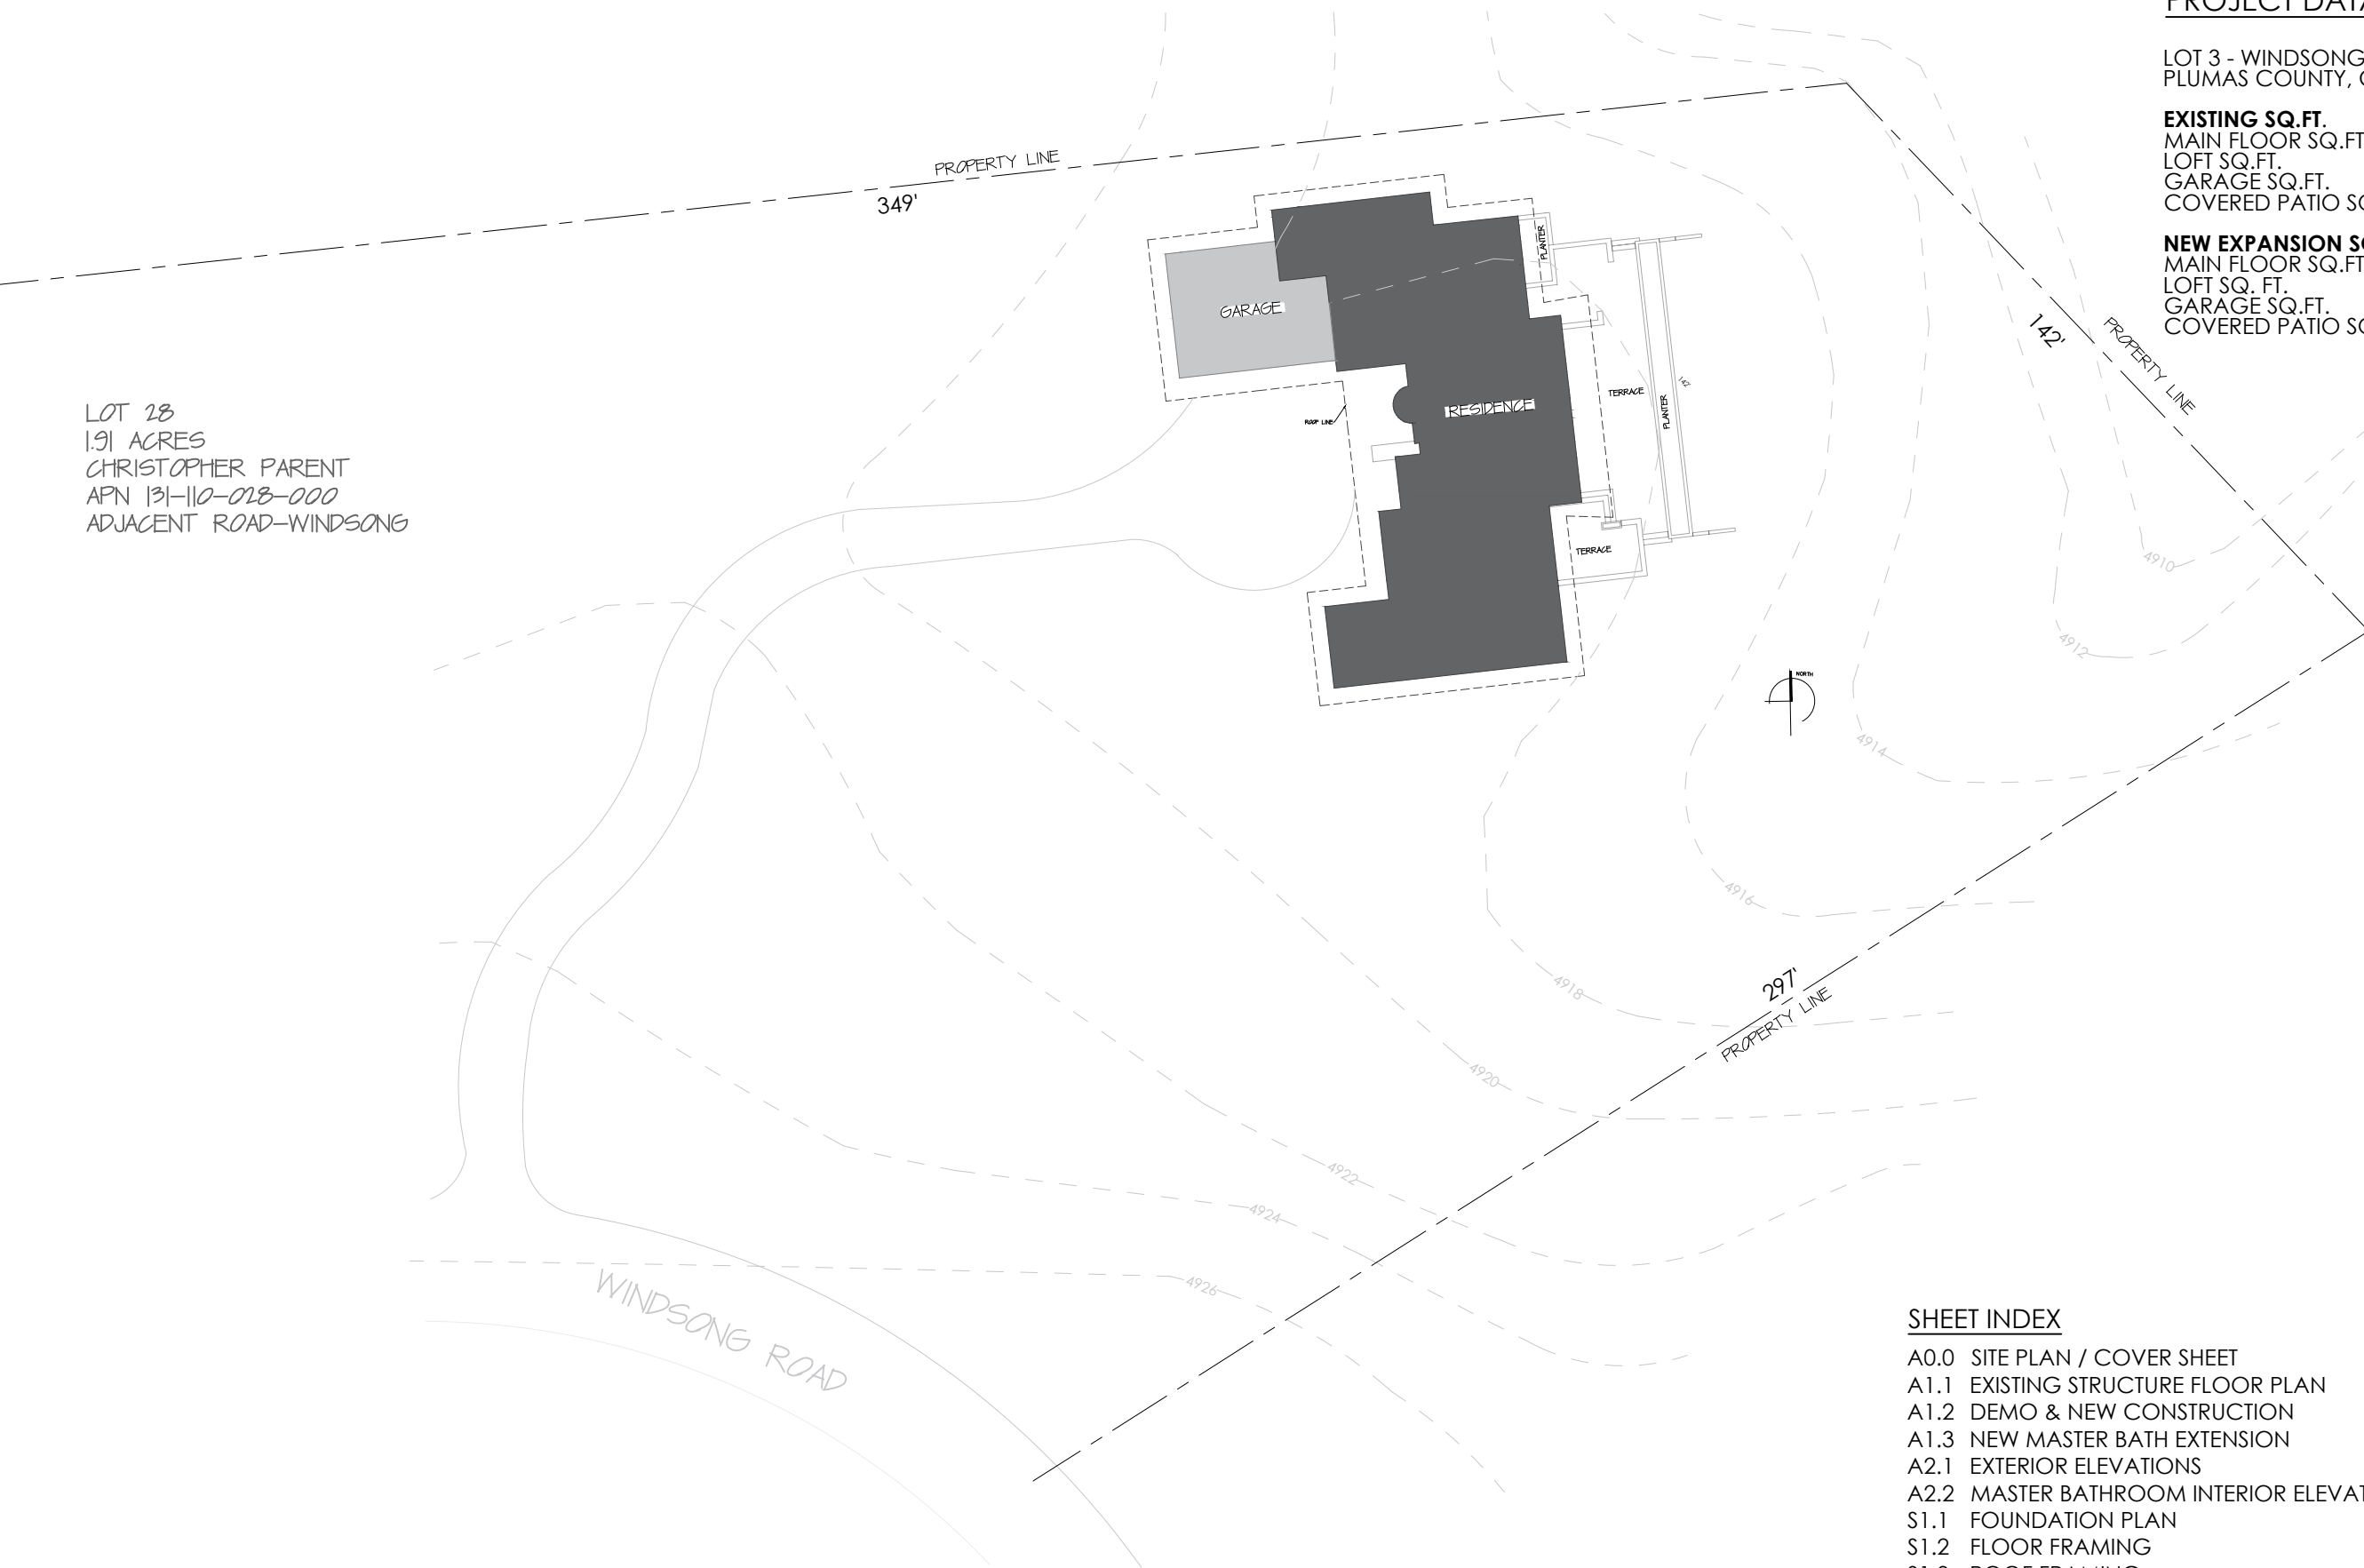 PROJECT DATA
LOT 3 - WINDSONG
PLUMAS COUNTY, C
EXISTING SQ.FT.
MAIN FLOOR SQ.FT
LOFT SQ.FT.
GARAGE SQ.FT.
COVERED PATIO SQ
NEW EXPANSION SQ
MAIN FLOOR SQ.FT
LOFT SQ. FT.
GARAGE SQ.FT.
COVERED PATIO SQ
PROPERTY LINE
349'
PLANTER
GARAGE
142'
PROPERTY LINE
TERRACE
142'
PLANTER
RESIDENCE
ROOF LINE
LOT 28
1.91 ACRES
CHRISTOPHER PARENT
APN 131-110-028-000
ADJACENT ROAD-WINDSONG
TERRACE
4910
4912
NORTH
4914
4916
297'
PROPERTY LINE
4918
4920
4922
4924
4926
WINDSONG ROAD
SHEET INDEX
A0.0 SITE PLAN / COVER SHEET
A1.1 EXISTING STRUCTURE FLOOR PLAN
A1.2 DEMO & NEW CONSTRUCTION
A1.3 NEW MASTER BATH EXTENSION
A2.1 EXTERIOR ELEVATIONS
A2.2 MASTER BATHROOM INTERIOR ELEVAT
S1.1 FOUNDATION PLAN
S1.2 FLOOR FRAMING